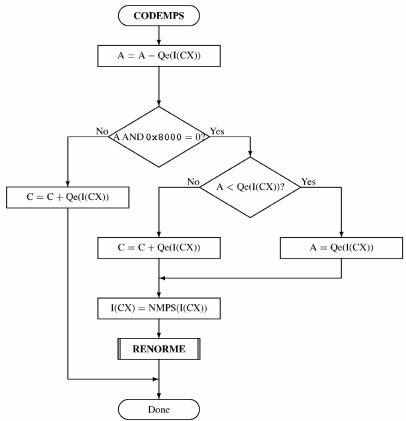 CODEMPS
A = A − Qe(I(CX))
No
A AND 0x8000 = 0?
Yes
No
A < Qe(I(CX))?
Yes
C = C + Qe(I(CX))
C = C + Qe(I(CX))
A = Qe(I(CX))
I(CX) = NMPS(I(CX))
RENORME
Done